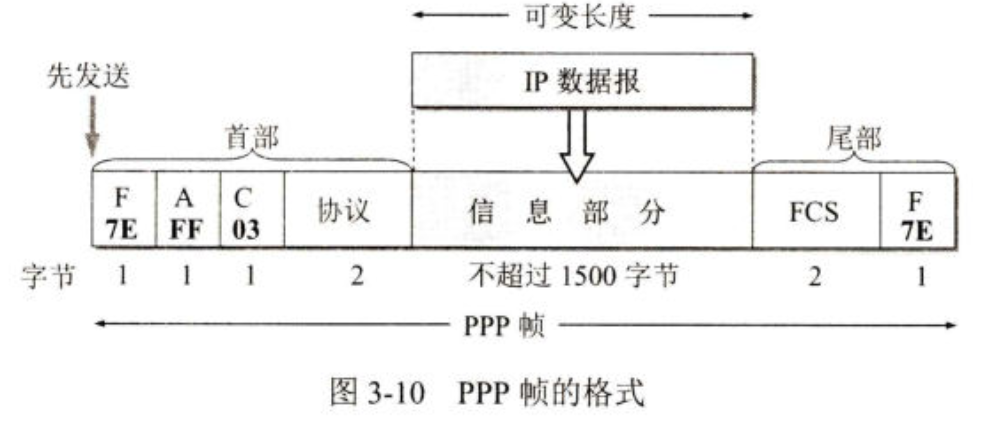 可变长度
先发送
IP 数据报
首部
尾部
F A C
7E FF 03
协议
信息部分
FCS
F
7E
字节 1 1 1 2 不超过 1500 字节 2 1
PPP 帧
图 3-10 PPP 帧的格式